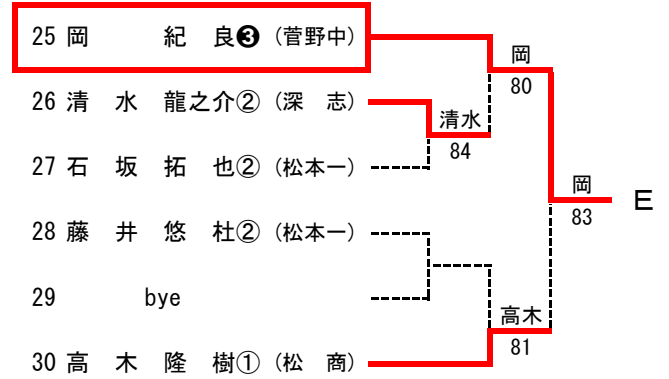 25 岡 紀 良❸ (菅野中)
岡
80
26 清 水 龍之介② (深 志)
清水
84
27 石 坂 拓 也② (松本一)
岡
83
E
28 藤 井 悠 杜② (松本一)
29 bye
高木
81
30 高 木 隆 樹① (松 商)